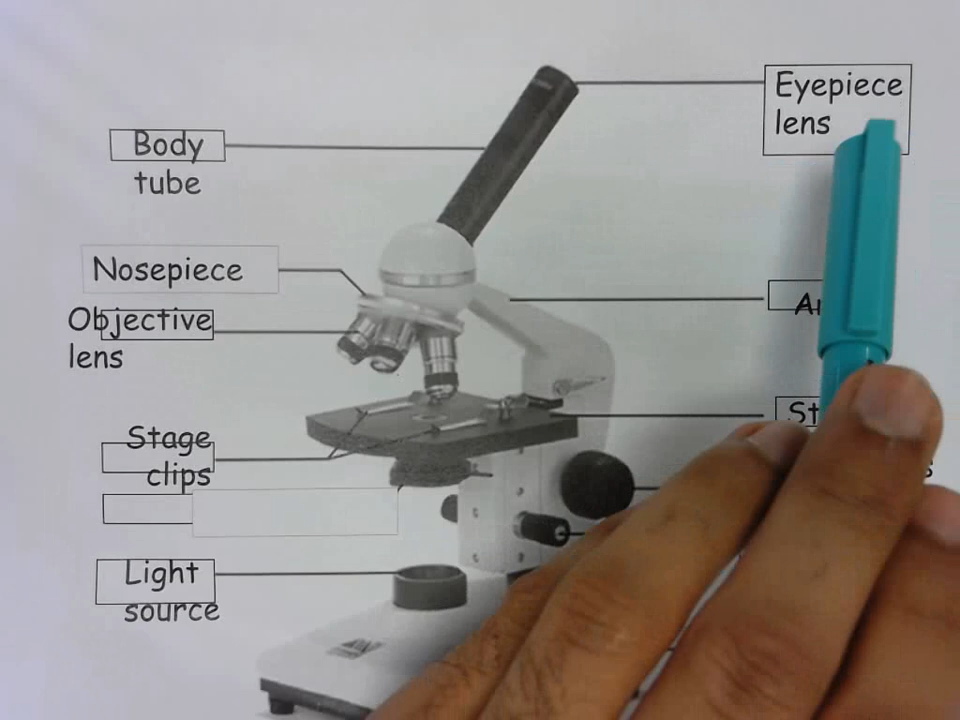 Eyepiece
lens
Body
tube
Nosepiece
Objective
lens
Stage
clips
Light
source